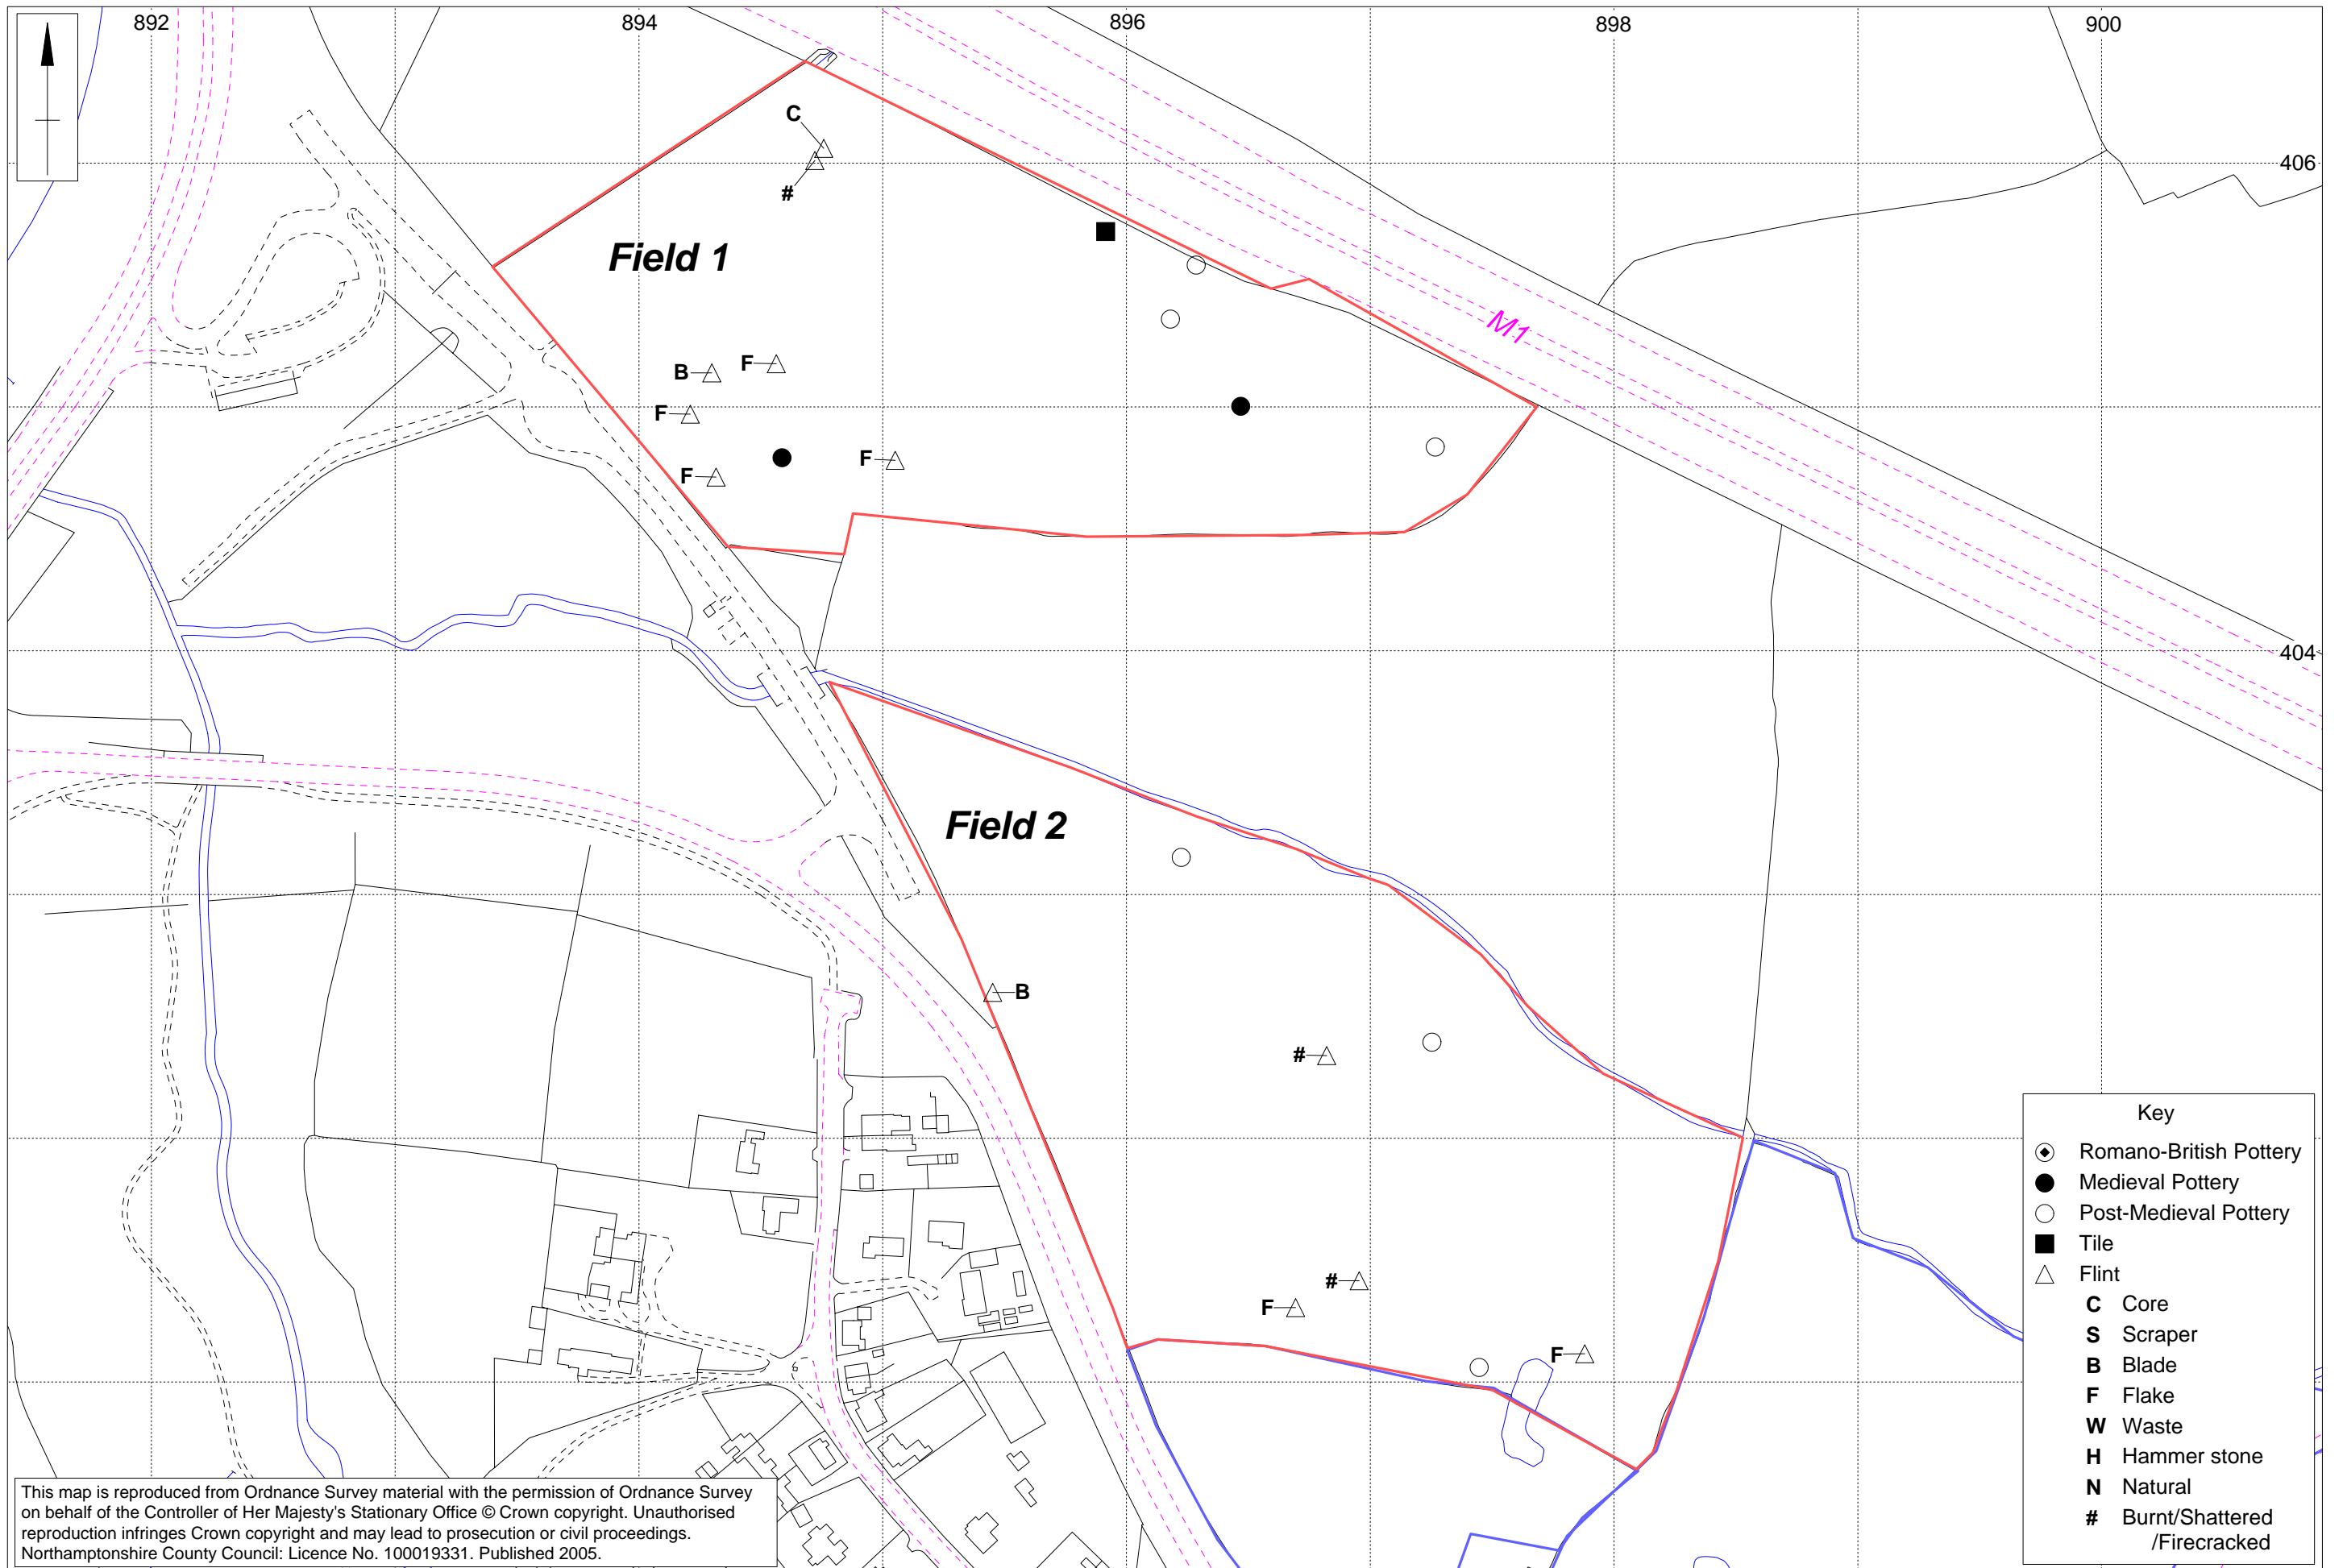 892
894
896
898
900
C
406
#
Field 1
M1
F
B
F
F
F
404
Field 2
B
#
#
F
F
Key
Romano-British Pottery
Medieval Pottery
Post-Medieval Pottery
Tile
Flint
C Core
S Scraper
B Blade
F Flake
W Waste
H Hammer stone
N Natural
# Burnt/Shattered
/Firecracked
This map is reproduced from Ordnance Survey material with the permission of Ordnance Survey
on behalf of the Controller of Her Majesty's Stationary Office © Crown copyright. Unauthorised
reproduction infringes Crown copyright and may lead to prosecution or civil proceedings.
Northamptonshire County Council: Licence No. 100019331. Published 2005.